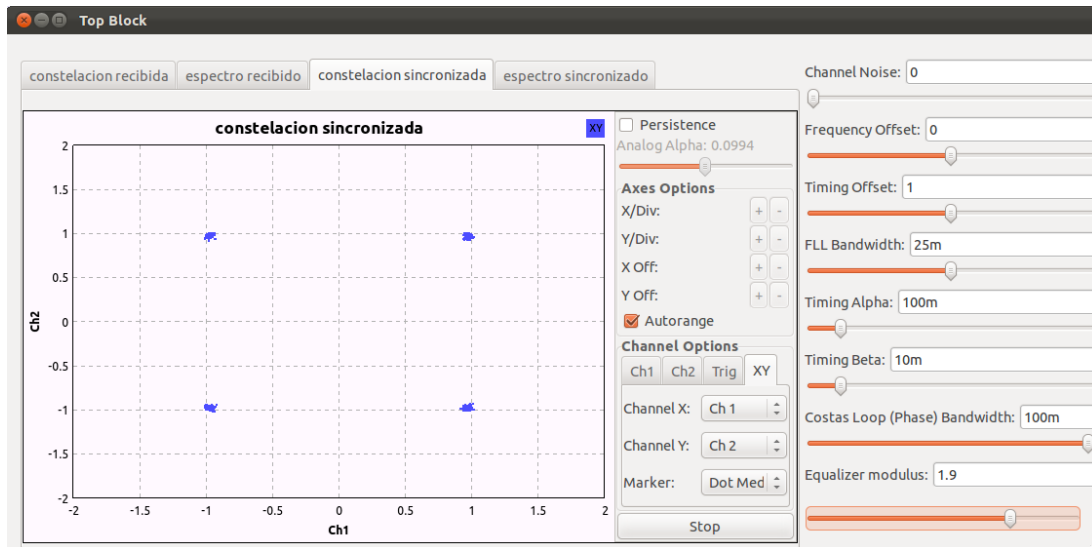 Top Block
constelacion recibida espectro recibido constelacion sincronizada espectro sincronizado
constelacion sincronizada
XY
2
1.5
1
0.5
0
-0.5
-1
-1.5
-2
Ch2
-2 -1.5 -1 -0.5 0 0.5 1 1.5 2
Ch1
Persistence
Analog Alpha: 0.0994
Axes Options
X/Div: + -
Y/Div: + -
X Off: + -
Y Off: + -
Autorange
Channel Options
Ch1 Ch2 Trig XY
Channel X: Ch 1
Channel Y: Ch 2
Marker: Dot Med
Stop
Channel Noise: 0
Frequency Offset: 0
Timing Offset: 1
FLL Bandwidth: 25m
Timing Alpha: 100m
Timing Beta: 10m
Costas Loop (Phase) Bandwidth: 100m
Equalizer modulus: 1.9